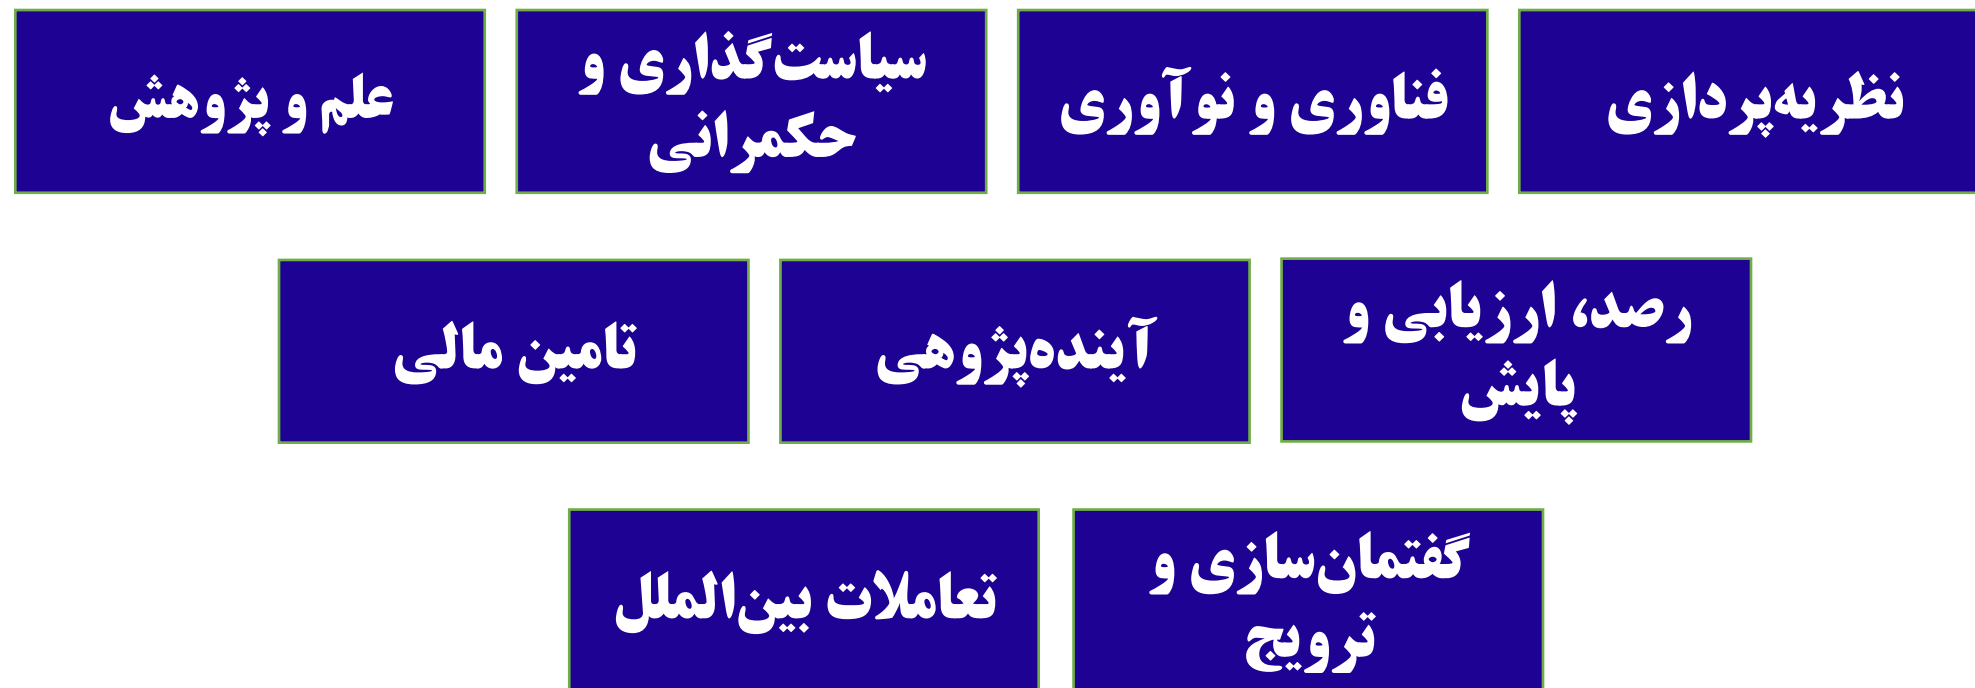 نظریه‌پردازی
فناوری و نوآوری
سیاست‌گذاری و
حکمرانی
علم و پژوهش
رصد، ارزیابی و
پایش
آینده‌پژوهی
تامین مالی
گفتمان‌سازی و
ترویج
تعاملات بین‌الملل